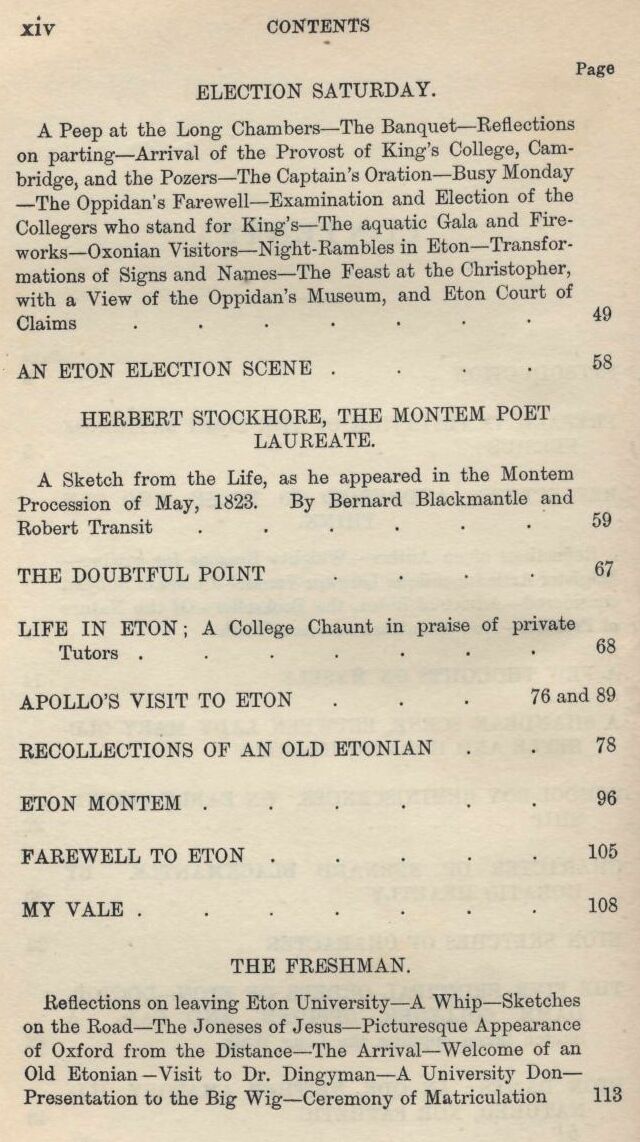 xiv CONTENTS
Page
ELECTION SATURDAY.
A Peep at the Long Chambers—The Banquet—Reflections
on parting—Arrival of the Provost of King's College, Cam-
bridge, and the Pozers—The Captain's Oration—Busy Monday
—The Oppidan's Farewell—Examination and Election of the
Collegers who stand for King's—The aquatic Gala and Fire-
works—Oxonian Visitors—Night-Rambles in Eton—Transfor-
mations of Signs and Names—The Feast at the Christopher,
with a View of the Oppidan's Museum, and Eton Court of
Claims . . . . . . . 49
AN ETON ELECTION SCENE . . . . 58
HERBERT STOCKHORE, THE MONTEM POET
LAUREATE.
A Sketch from the Life, as he appeared in the Montem
Procession of May, 1823. By Bernard Blackmantle and
Robert Transit . . . . . . 59
THE DOUBTFUL POINT . . . . 67
LIFE IN ETON; A College Chaunt in praise of private
Tutors . . . . . . . 68
APOLLO'S VISIT TO ETON . . . 76 and 89
RECOLLECTIONS OF AN OLD ETONIAN . . 78
ETON MONTEM . . . . . . 96
FAREWELL TO ETON . . . . . 105
MY VALE . . . . . . . 108
THE FRESHMAN.
Reflections on leaving Eton University—A Whip—Sketches
on the Road—The Joneses of Jesus—Picturesque Appearance
of Oxford from the Distance—The Arrival—Welcome of an
Old Etonian—Visit to Dr. Dingyman—A University Don—
Presentation to the Big Wig—Ceremony of Matriculation 113